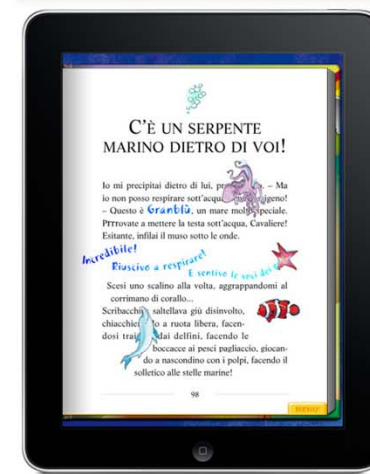 C'È UN SERPENTE
MARINO DIETRO DI VOI!
Io mi precipitai dietro di lui, – Ma
io non posso respirare sott'acqua
– Questo è Granblù, un mare molto speciale.
PrrrOvate a mettere la testa sott'acqua, Cavaliere!
Esitante, infilai il muso sotto le onde.
Incredibile!
Riuscivo a respirare!
E sentivo le voci dei
Scesi uno scalino alla volta, aggrappandomi al
corrimano di corallo...
Scribacchi saltellava giù disinvolto,
chiacchier o a ruota libera, facen-
dosi dai delfini, facendo le
boccacce ai pesci pagliaccio, giocan-
do a nascondino con i polpi, facendo il
solletico alle stelle marine!
98
MENU